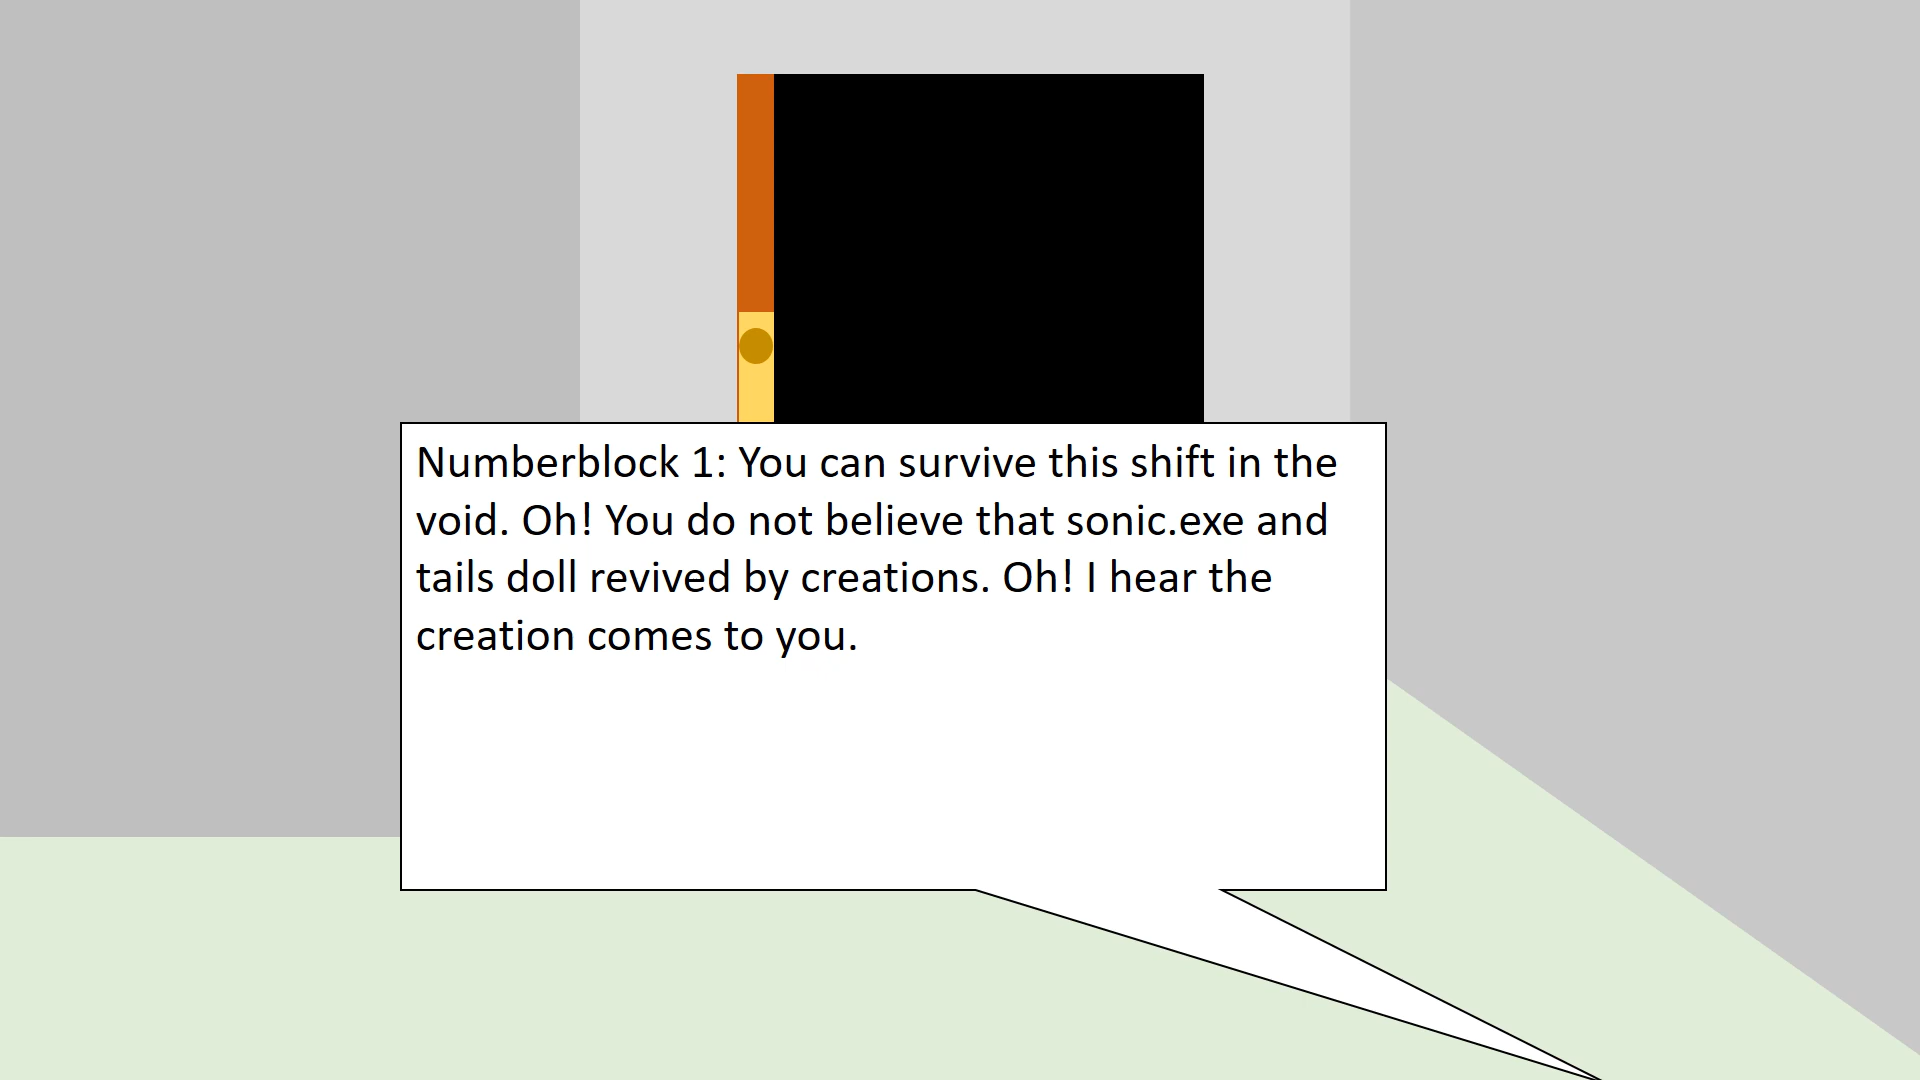 Numberblock 1: You can survive this shift in the
void. Oh! You do not believe that sonic.exe and
tails doll revived by creations. Oh! I hear the
creation comes to you.